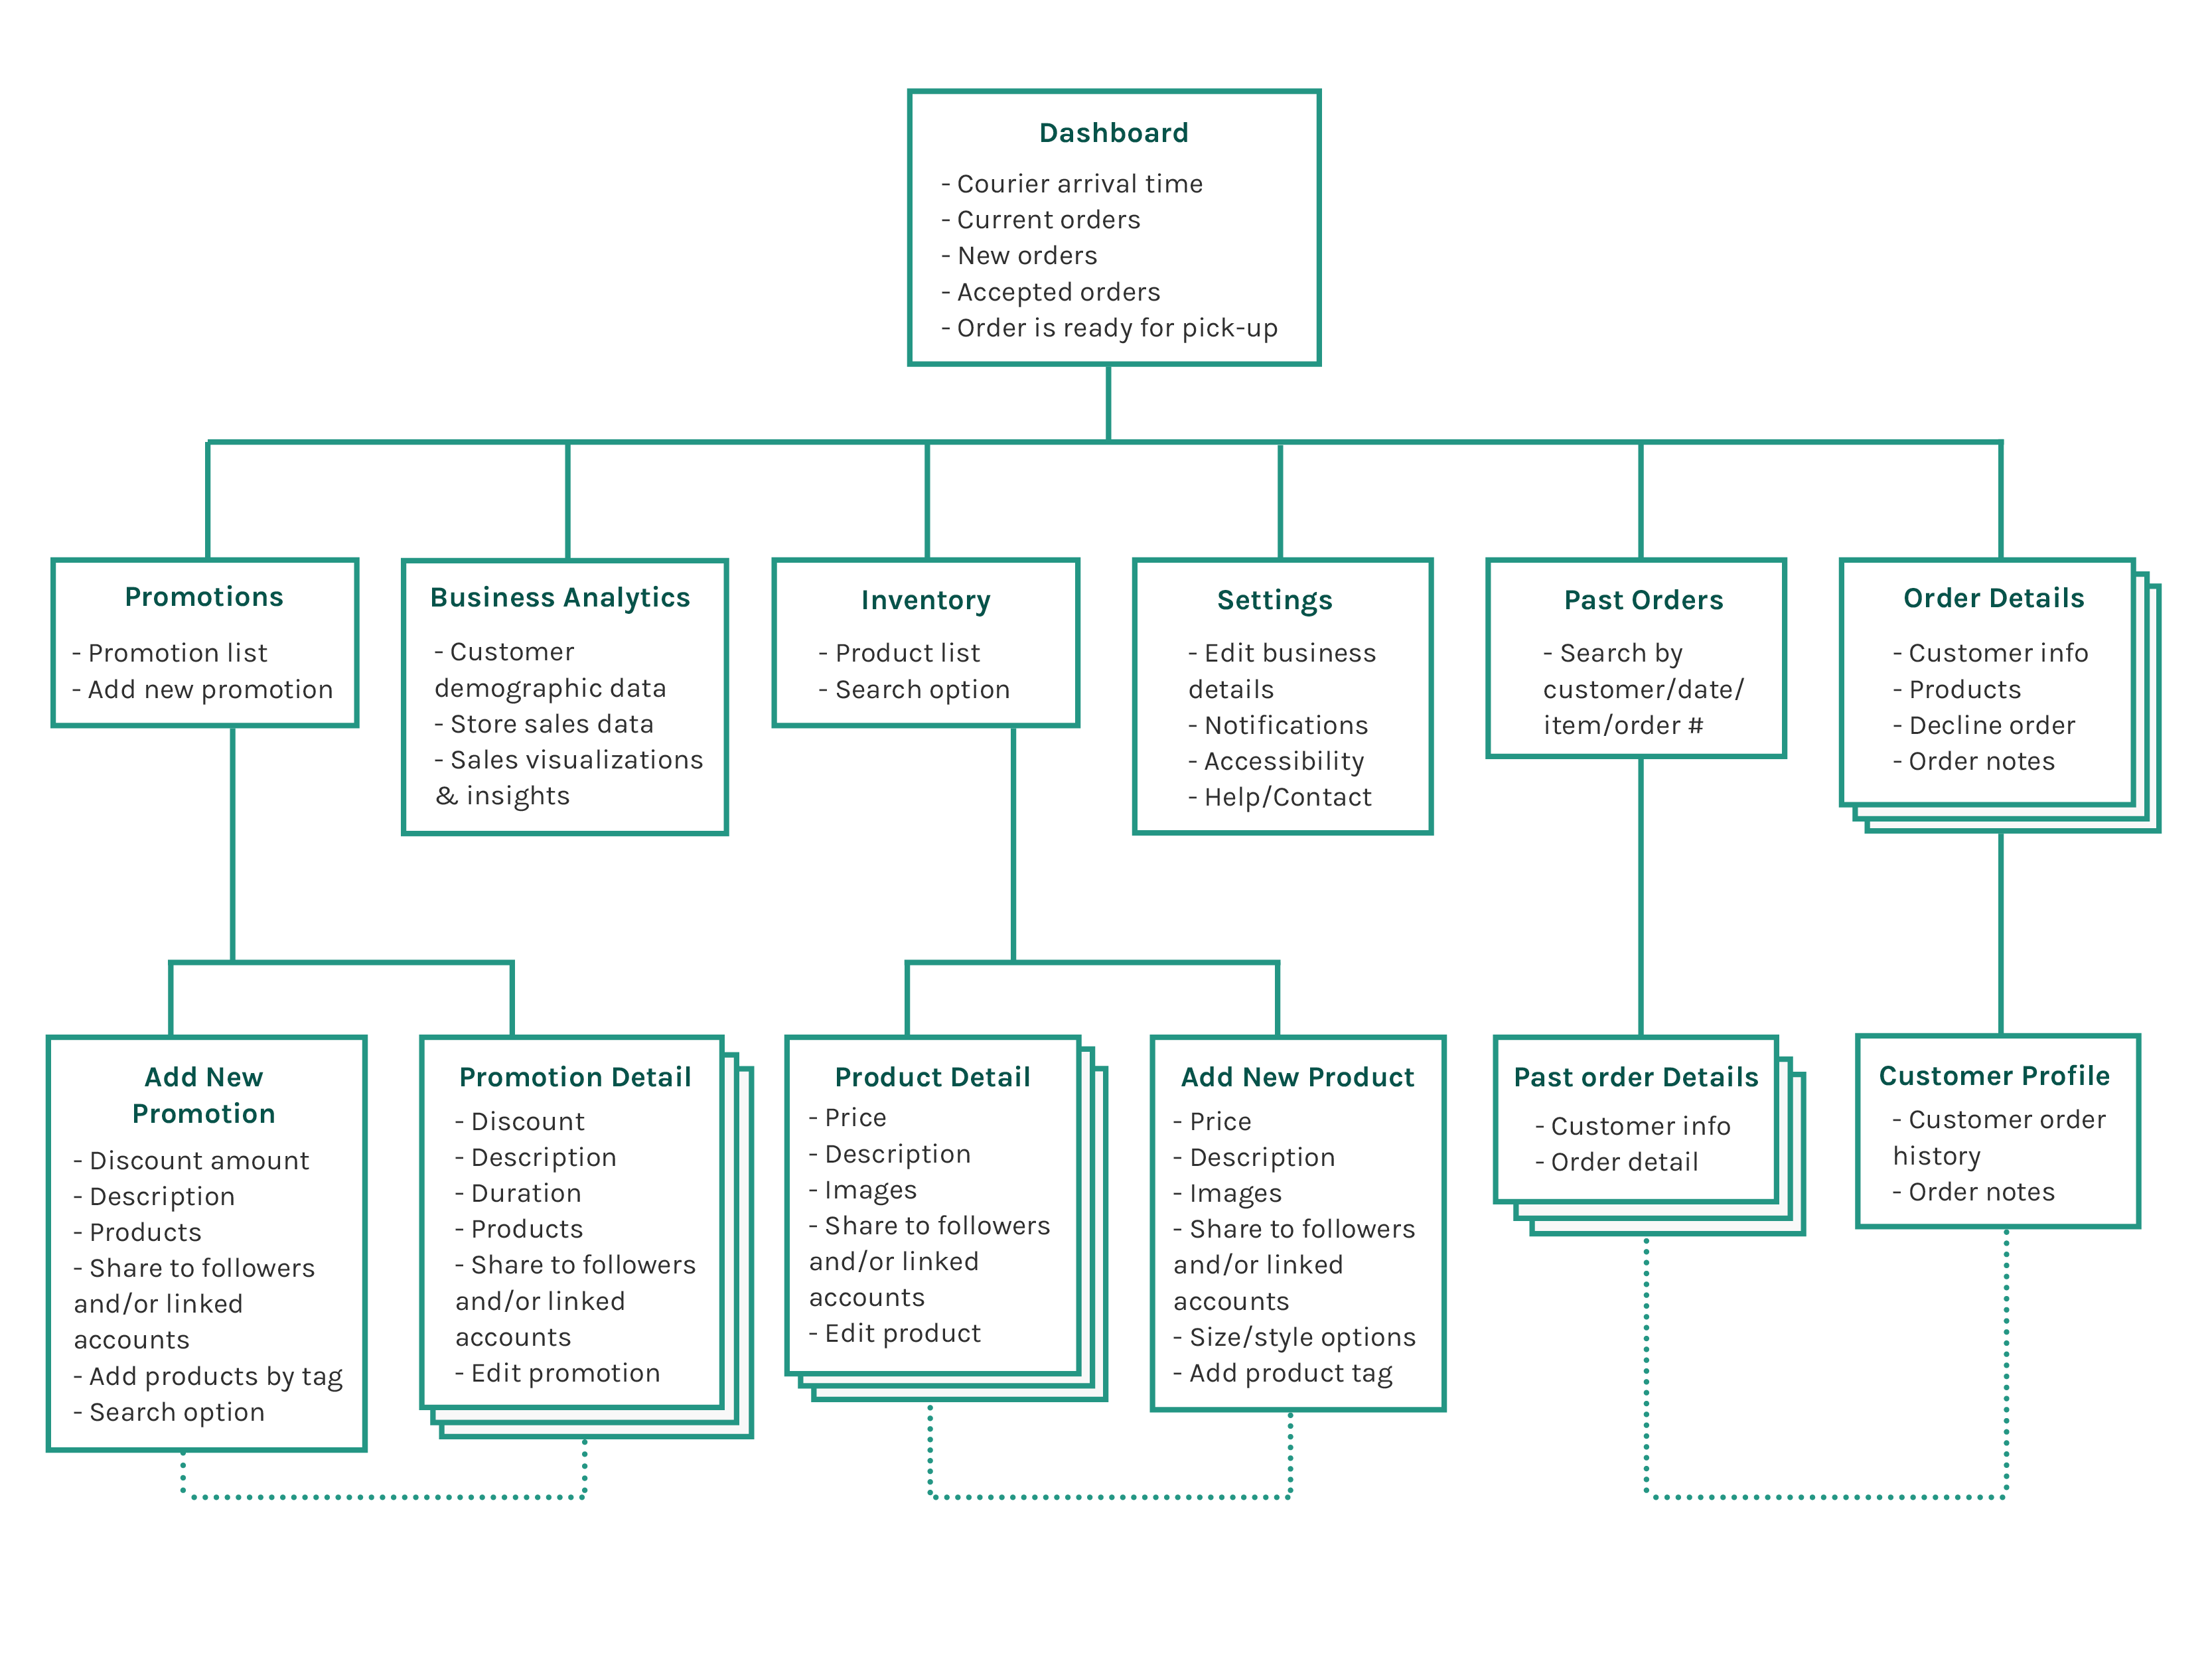 Dashboard
- Courier arrival time
- Current orders
- New orders
- Accepted orders
- Order is ready for pick-up
Promotions
- Promotion list
- Add new promotion
Business Analytics
- Customer
demographic data
- Store sales data
- Sales visualizations
& insights
Inventory
- Product list
- Search option
Settings
- Edit business
details
- Notifications
- Accessibility
- Help/Contact
Past Orders
- Search by
customer/date/
item/order #
Order Details
- Customer info
- Products
- Decline order
- Order notes
Add New
Promotion
- Discount amount
- Description
- Products
- Share to followers
and/or linked
accounts
- Add products by tag
- Search option
Promotion Detail
- Discount
- Description
- Duration
- Products
- Share to followers
and/or linked
accounts
- Edit promotion
Product Detail
- Price
- Description
- Images
- Share to followers
and/or linked
accounts
- Edit product
Add New Product
- Price
- Description
- Images
- Share to followers
and/or linked
accounts
- Size/style options
- Add product tag
Past order Details
- Customer info
- Order detail
Customer Profile
- Customer order
history
- Order notes